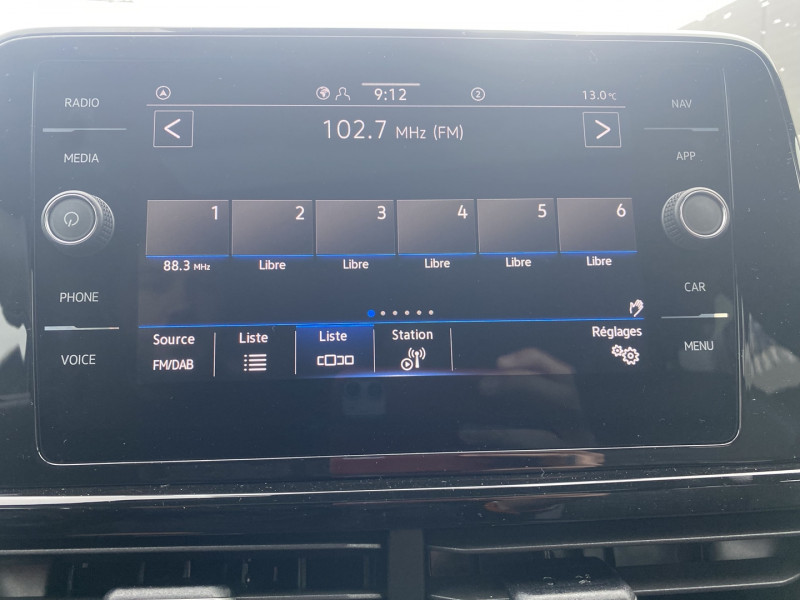 RADIO
MEDIA
PHONE
VOICE
9:12
2
13.0°C
< 102.7 MHz (FM) >
1 2 3 4 5 6
88.3 MHz Libre Libre Libre Libre Libre
Source Liste Liste Station Réglages
FM/DAB
NAV
APP
CAR
MENU